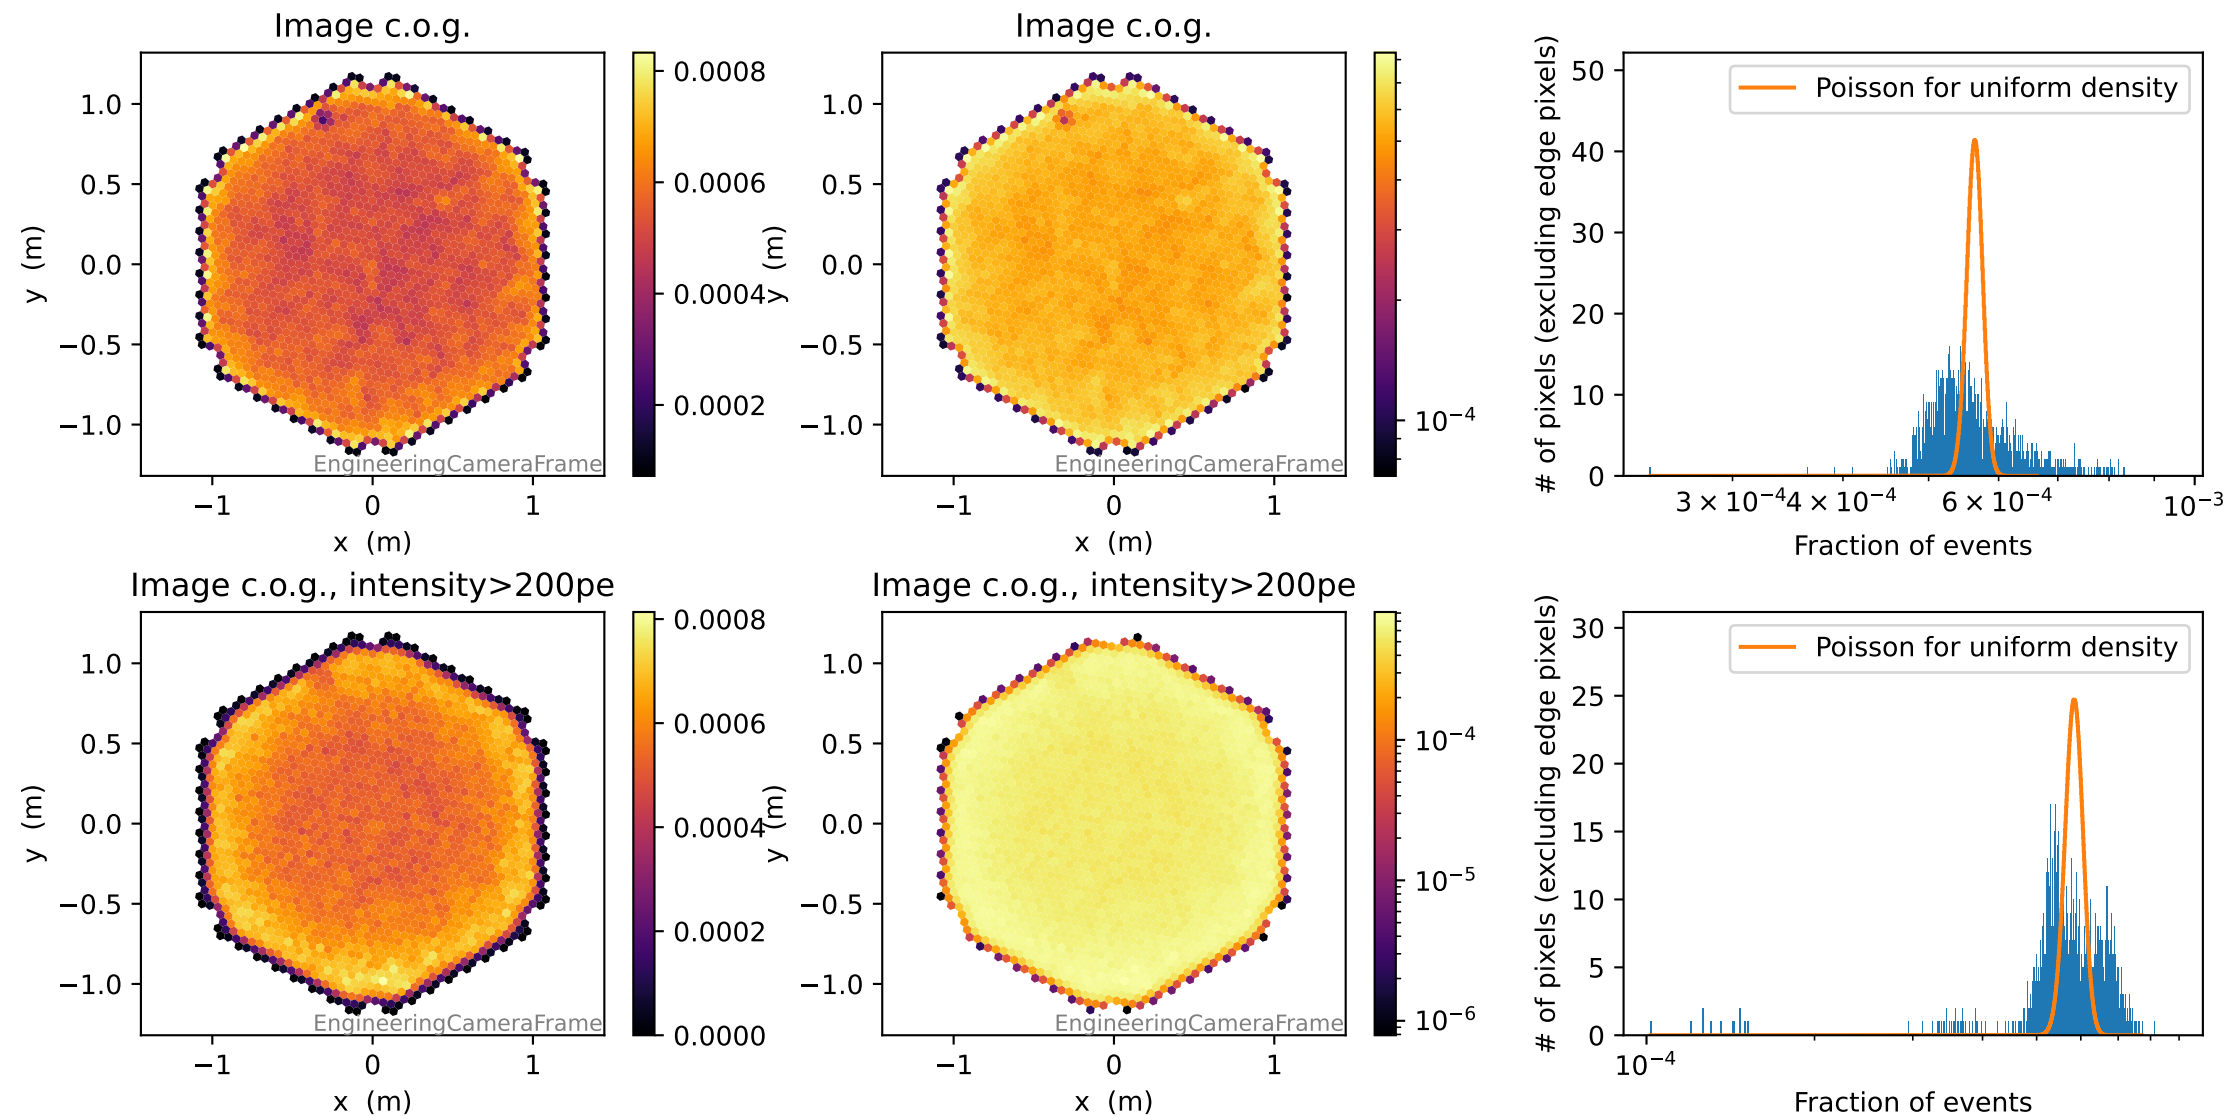 Image c.o.g.
1.0
0.5
0.0
−0.5
−1.0
y (m)
−1
0
1
x (m)
EngineeringCameraFrame
0.0008
0.0006
0.0004
0.0002
Image c.o.g.
1.0
0.5
0.0
−0.5
−1.0
y (m)
−1
0
1
x (m)
EngineeringCameraFrame
10⁻⁴
50
40
30
20
10
0
# of pixels (excluding edge pixels)
Poisson for uniform density
3 × 10⁻⁴
4 × 10⁻⁴
6 × 10⁻⁴
10⁻³
Fraction of events
Image c.o.g., intensity>200pe
1.0
0.5
0.0
−0.5
−1.0
y (m)
−1
0
1
x (m)
EngineeringCameraFrame
0.0008
0.0006
0.0004
0.0002
0.0000
Image c.o.g., intensity>200pe
1.0
0.5
0.0
−0.5
−1.0
y (m)
−1
0
1
x (m)
EngineeringCameraFrame
10⁻⁴
10⁻⁵
10⁻⁶
30
25
20
15
10
5
0
# of pixels (excluding edge pixels)
Poisson for uniform density
10⁻⁴
Fraction of events